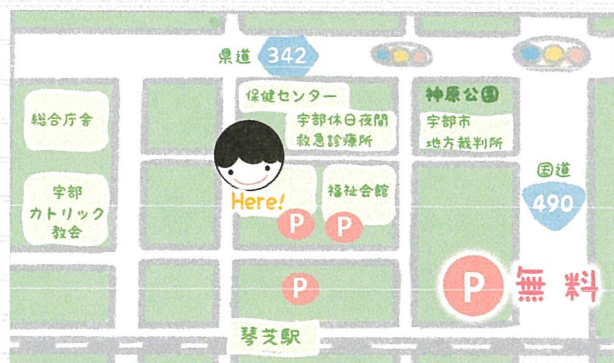 県道 342
保健センター
宇部休日夜間
救急診療所
神原公園
宇部市
地方裁判所
総合庁舎
国道
490
宇部
カトリック
教会
Here!
福祉会館
P
P
P
P 無料
琴芝駅